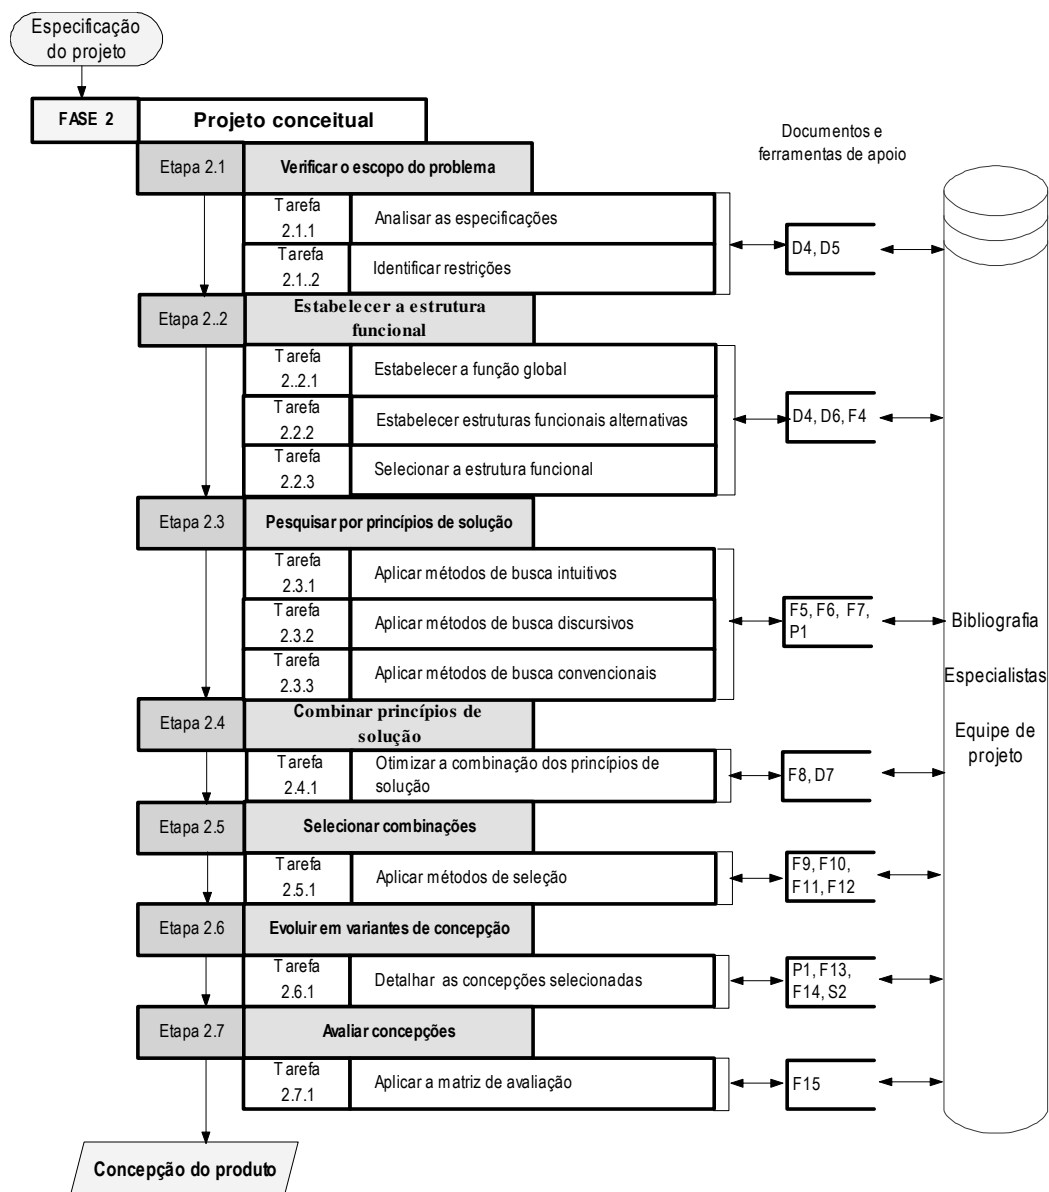 Especificação
do projeto
FASE 2
Projeto conceitual
Documentos e
ferramentas de apoio
Etapa 2.1
Verificar o escopo do problema
Tarefa
2.1.1
Analisar as especificações
Tarefa
2.1..2
Identificar restrições
D4, D5
Etapa 2..2
Estabelecer a estrutura
funcional
Tarefa
2..2.1
Estabelecer a função global
Tarefa
2.2.2
Estabelecer estruturas funcionais alternativas
Tarefa
2.2.3
Selecionar a estrutura funcional
D4, D6, F4
Etapa 2.3
Pesquisar por princípios de solução
Tarefa
2.3.1
Aplicar métodos de busca intuitivos
Tarefa
2.3.2
Aplicar métodos de busca discursivos
Tarefa
2.3.3
Aplicar métodos de busca convencionais
F5, F6, F7,
P1
Bibliografia
Especialistas
Equipe de
projeto
Etapa 2.4
Combinar princípios de
solução
Tarefa
2.4.1
Otimizar a combinação dos princípios de
solução
F8, D7
Etapa 2.5
Selecionar combinações
Tarefa
2.5.1
Aplicar métodos de seleção
F9, F10,
F11, F12
Etapa 2.6
Evoluir em variantes de concepção
Tarefa
2.6.1
Detalhar as concepções selecionadas
P1, F13,
F14, S2
Etapa 2.7
Avaliar concepções
Tarefa
2.7.1
Aplicar a matriz de avaliação
F15
Concepção do produto